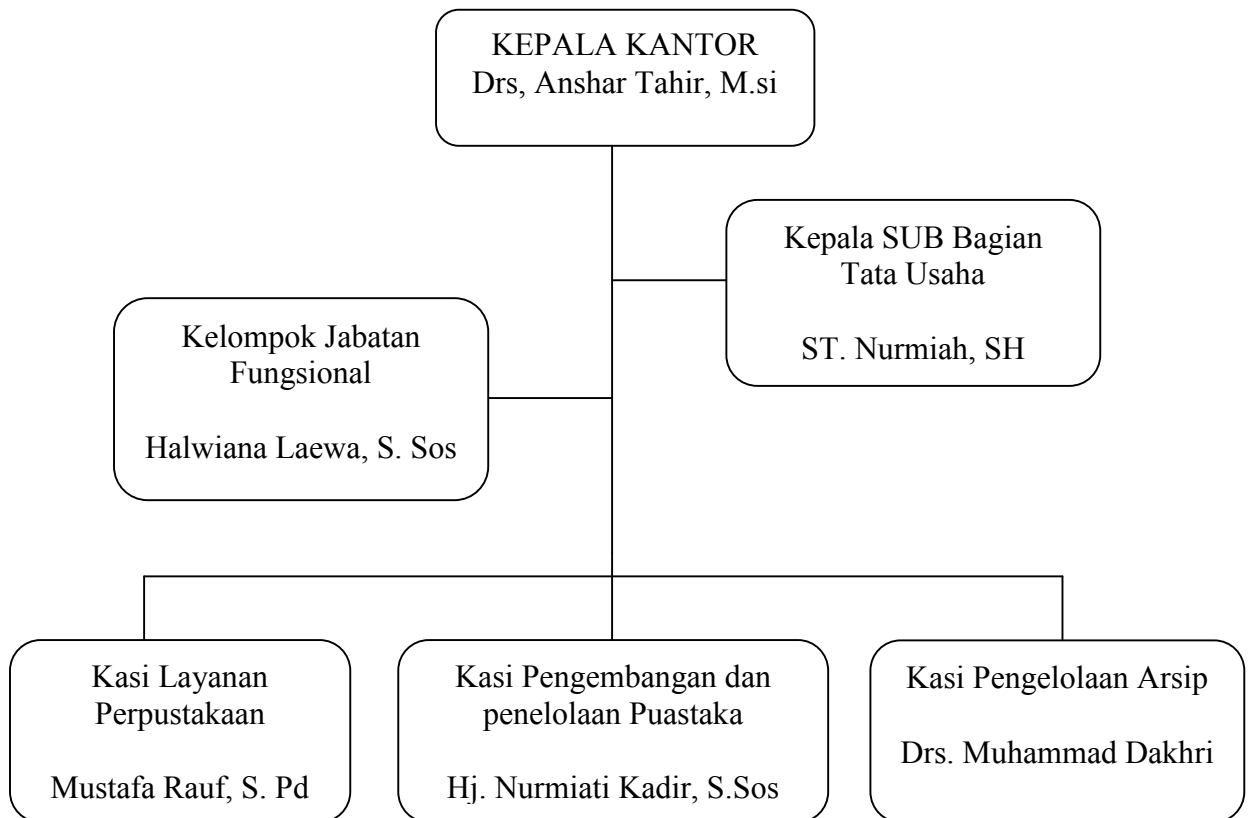 KEPALA KANTOR
Drs, Anshar Tahir, M.si
Kepala SUB Bagian
Tata Usaha
ST. Nurmiah, SH
Kelompok Jabatan
Fungsional
Halwiana Laewa, S. Sos
Kasi Layanan
Perpustakaan
Mustafa Rauf, S. Pd
Kasi Pengembangan dan
penelolaan Puastaka
Hj. Nurmiati Kadir, S.Sos
Kasi Pengelolaan Arsip
Drs. Muhammad Dakhri